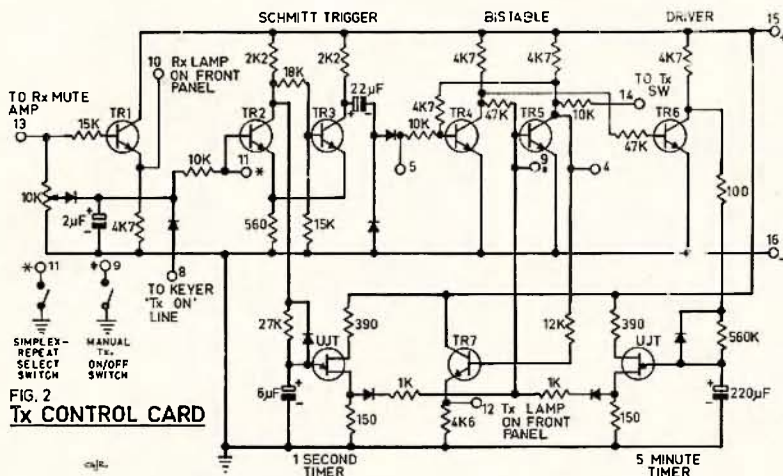 SCHMITT TRIGGER
BISTABLE
DRIVER
15
10
Rx LAMP
ON FRONT
PANEL
2K2
18K
2K2
22µF
4K7
4K7
4K7
TO Rx MUTE
AMP
13
TR1
TR2
TR3
4K7
10K
TR4
47K
TR5
10K
TO Tx
SW
14
TR6
15K
10K
11
*
5
9
*
4
47K
10K
2µF
+
-
4K7
560
15K
100
16
8
TO KEYER
"Tx ON"
LINE
* 11
9
SIMPLEX-
REPEAT
SELECT
SWITCH
MANUAL
Tx.
ON/OFF
SWITCH
27K
390
UJT
TR7
12K
390
UJT
560K
6µF
1K
1K
220µF
150
4K6
12
Tx LAMP
ON FRONT
PANEL
150
FIG. 2
Tx CONTROL CARD
1 SECOND
TIMER
5 MINUTE
TIMER